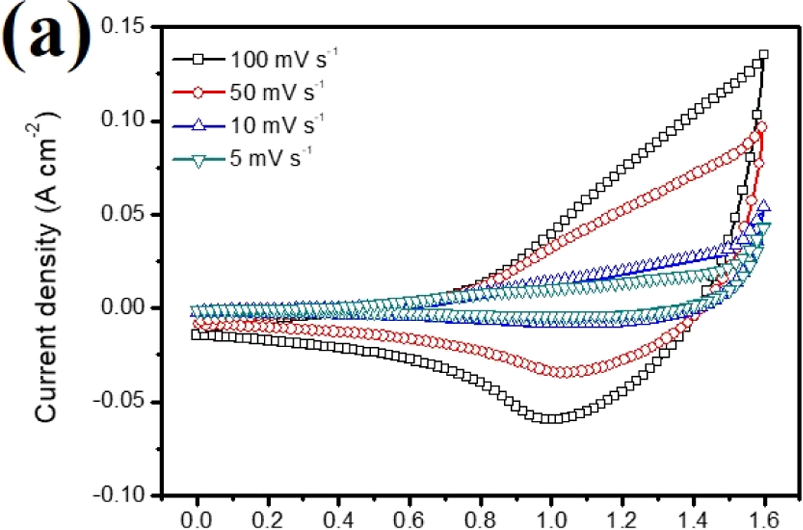 (a)
0.15
0.10
0.05
0.00
-0.05
-0.10
Current density (A cm⁻²)
100 mV s⁻¹
50 mV s⁻¹
10 mV s⁻¹
5 mV s⁻¹
0.0 0.2 0.4 0.6 0.8 1.0 1.2 1.4 1.6